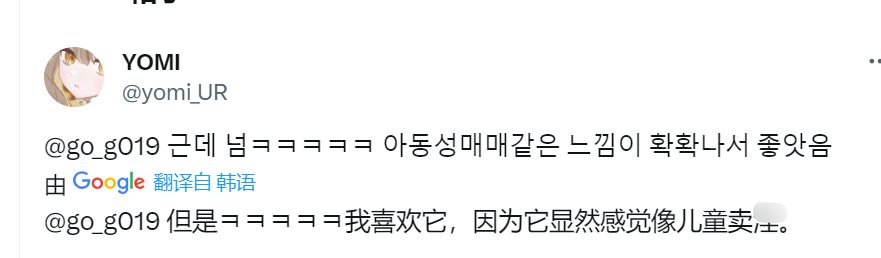 YOMI
@yomi_UR
@go_g019 근데 넘ㅋㅋㅋㅋㅋ 아동성매매같은 느낌이 확확나서 좋앗음
由 Google 翻译自 韩语
@go_g019 但是ㅋㅋㅋㅋㅋ我喜欢它，因为它显然感觉像儿童卖。